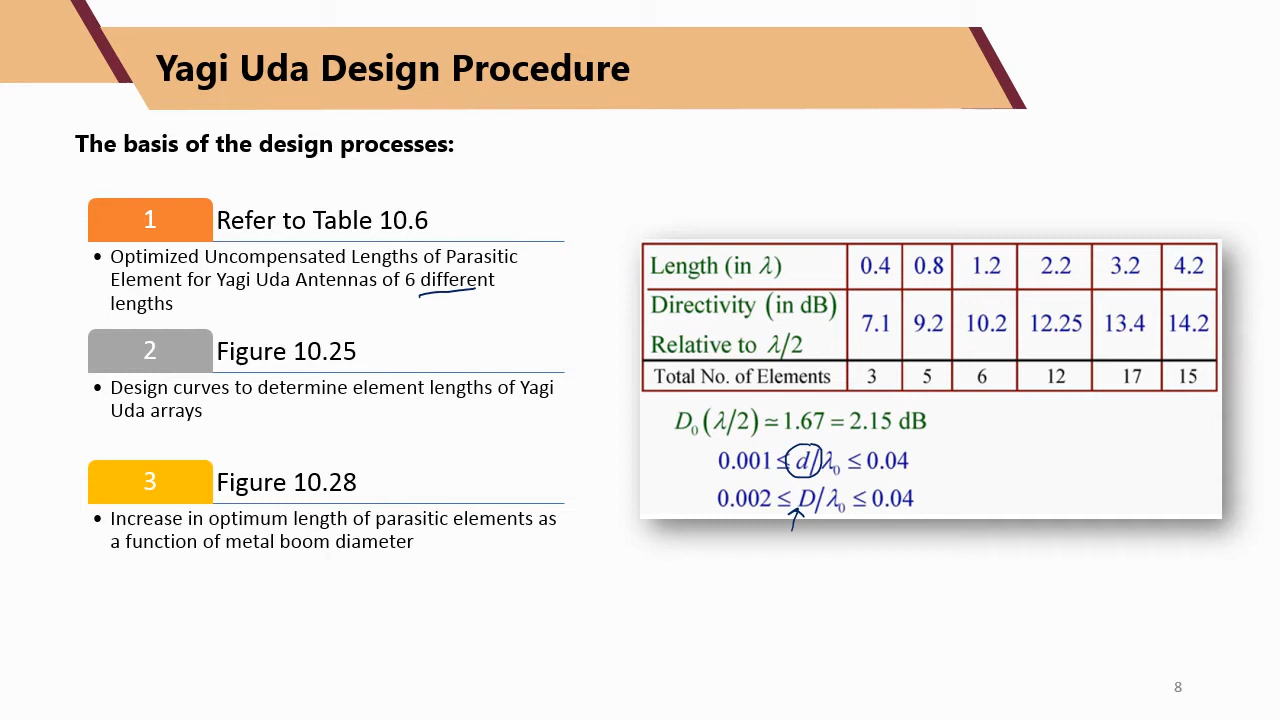 Yagi Uda Design Procedure
The basis of the design processes:
1 Refer to Table 10.6
• Optimized Uncompensated Lengths of Parasitic
Element for Yagi Uda Antennas of 6 different
lengths
2 Figure 10.25
• Design curves to determine element lengths of Yagi
Uda arrays
3 Figure 10.28
• Increase in optimum length of parasitic elements as
a function of metal boom diameter
Length (in λ) 0.4 0.8 1.2 2.2 3.2 4.2
Directivity (in dB)
Relative to λ/2 7.1 9.2 10.2 12.25 13.4 14.2
Total No. of Elements 3 5 6 12 17 15
D₀(λ/2) ≃ 1.67 = 2.15 dB
0.001 ≤ d/λ₀ ≤ 0.04
0.002 ≤ D/λ₀ ≤ 0.04
8